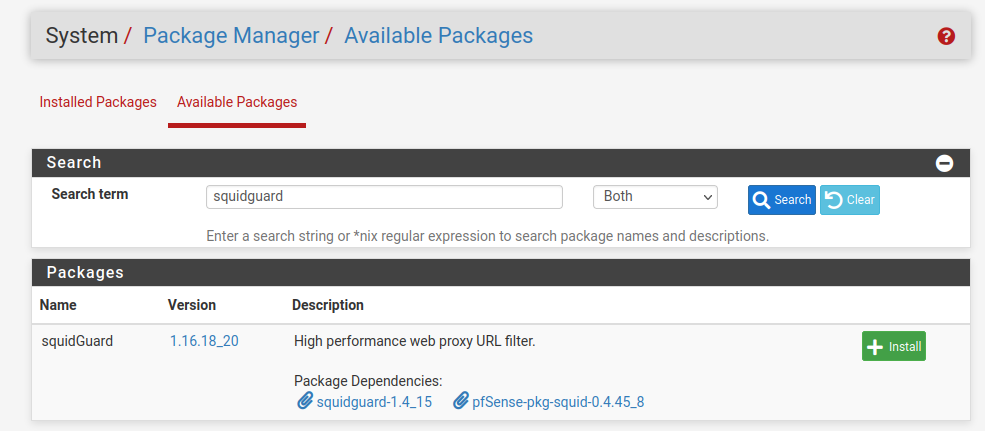 System / Package Manager / Available Packages
Installed Packages Available Packages
Search
Search term squidguard Both Search Clear
Enter a search string or *nix regular expression to search package names and descriptions.
Packages
Name Version Description
squidGuard 1.16.18_20 High performance web proxy URL filter. Install
Package Dependencies:
squidguard-1.4_15 pfSense-pkg-squid-0.4.45_8